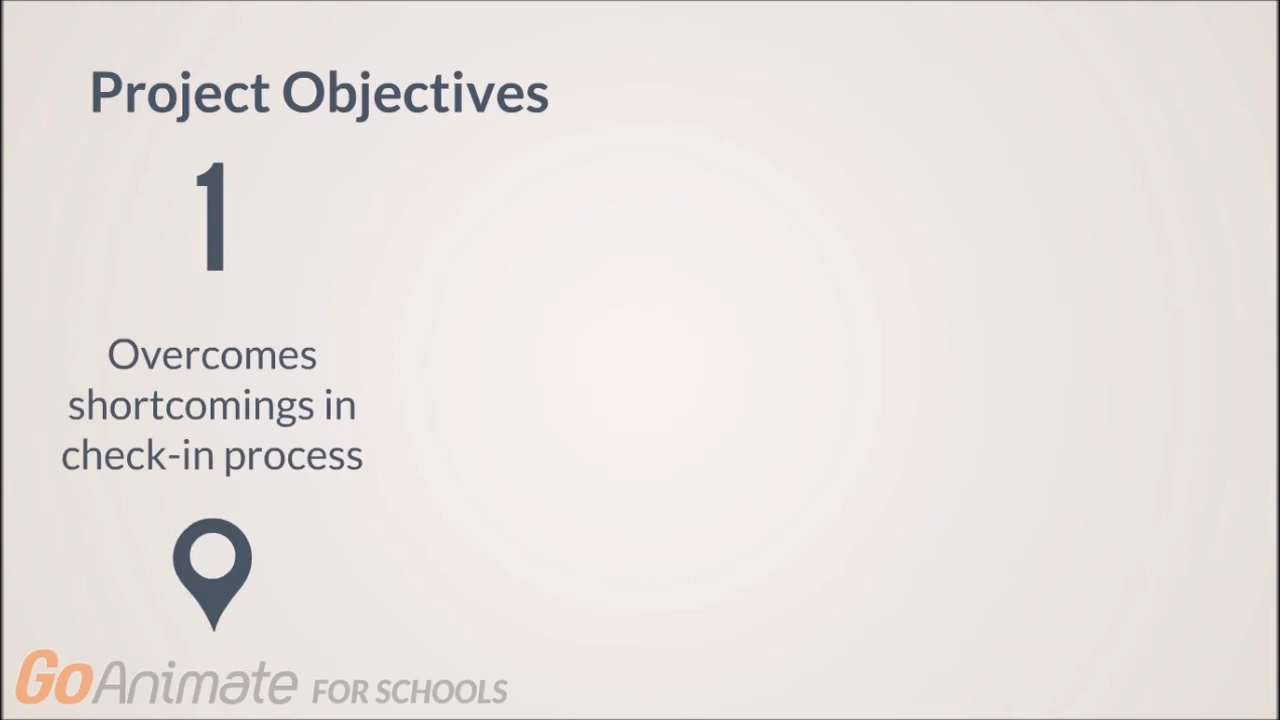 Project Objectives
1
Overcomes
shortcomings in
check-in process
GoAnimate FOR SCHOOLS